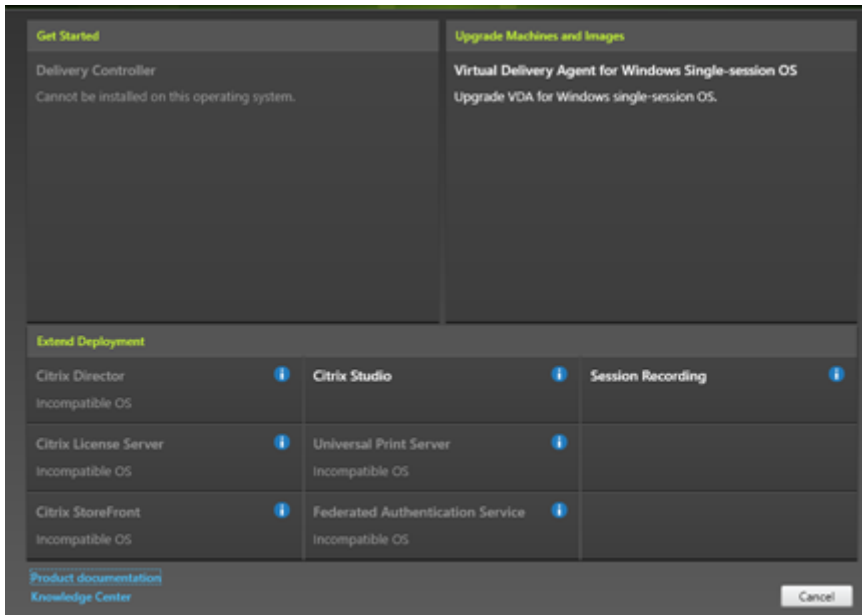 Get Started
Delivery Controller
Cannot be installed on this operating system.
Upgrade Machines and Images
Virtual Delivery Agent for Windows Single-session OS
Upgrade VDA for Windows single-session OS.
Extend Deployment
Citrix Director
Incompatible OS
Citrix Studio
Session Recording
Citrix License Server
Incompatible OS
Universal Print Server
Incompatible OS
Citrix StoreFront
Incompatible OS
Federated Authentication Service
Incompatible OS
Product documentation
Knowledge Center
Cancel